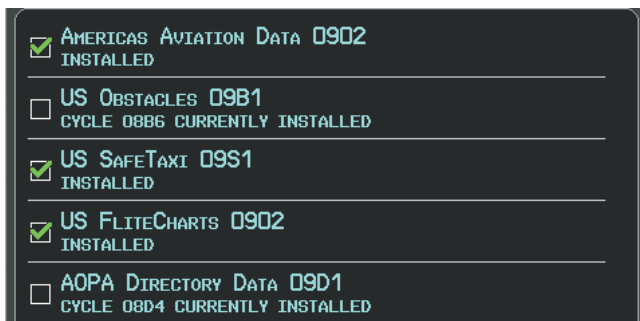 Americas Aviation Data 0902
INSTALLED
US Obstacles 09B1
CYCLE 08B6 CURRENTLY INSTALLED
US SafeTaxi 09S1
INSTALLED
US FliteCharts 0902
INSTALLED
AOPA Directory Data 09D1
CYCLE 08D4 CURRENTLY INSTALLED